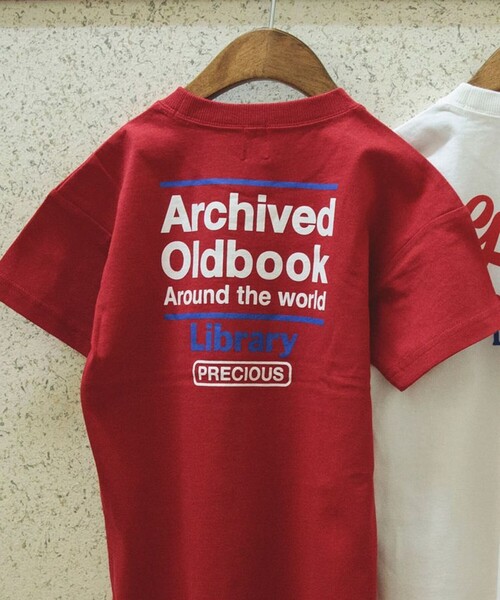 Archived
Oldbook
Around the world
Library
PRECIOUS